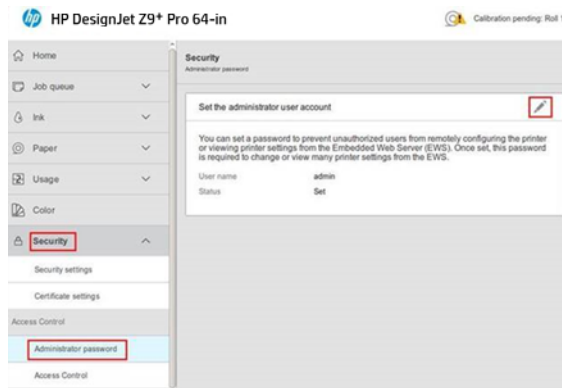 hp HP DesignJet Z9+ Pro 64-in
Calibration pending: Roll 1
Home
Job queue
Ink
Paper
Usage
Color
Security
Security settings
Certificate settings
Access Control
Administrator password
Access Control
Security
Administrator password
Set the administrator user account
You can set a password to prevent unauthorized users from remotely configuring the printer
or viewing printer settings from the Embedded Web Server (EWS). Once set, this password
is required to change or view many printer settings from the EWS.
User name admin
Status Set